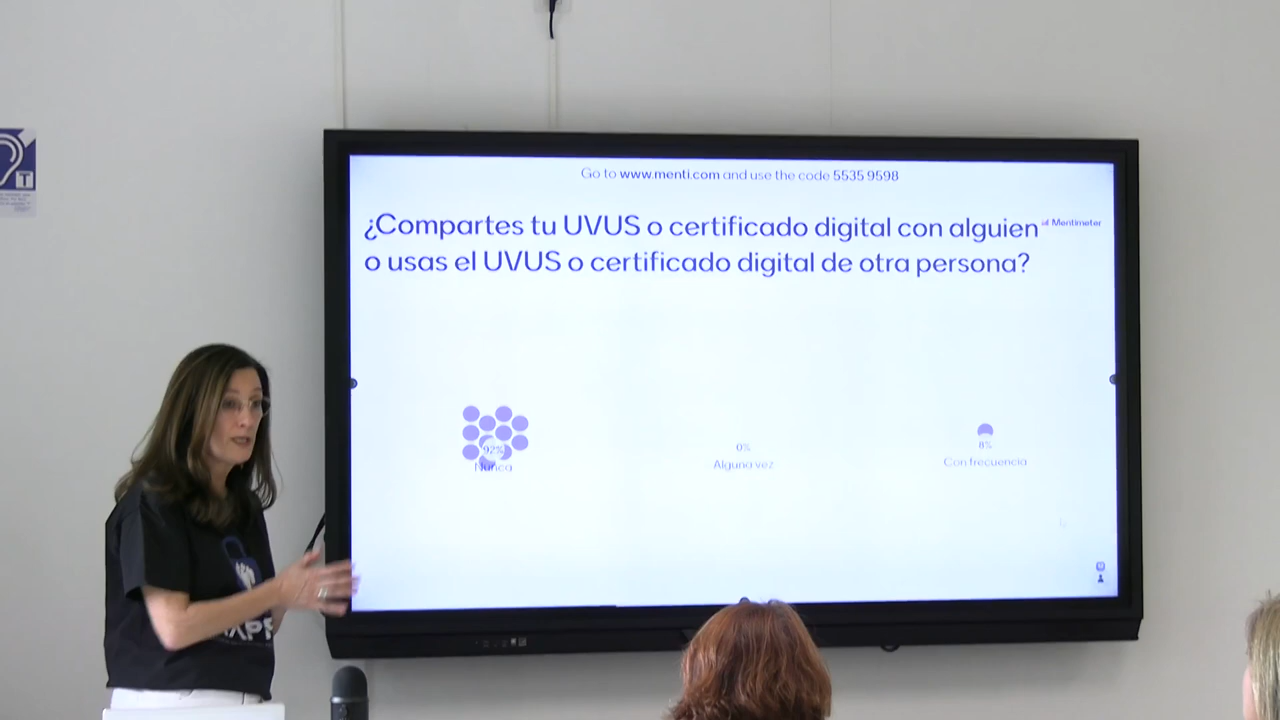 Go to www.menti.com and use the code 5535 9598
¿Compartes tu UVUS o certificado digital con alguien
Mentimeter
o usas el UVUS o certificado digital de otra persona?
92%
Nunca
0%
Alguna vez
8%
Con frecuencia
T